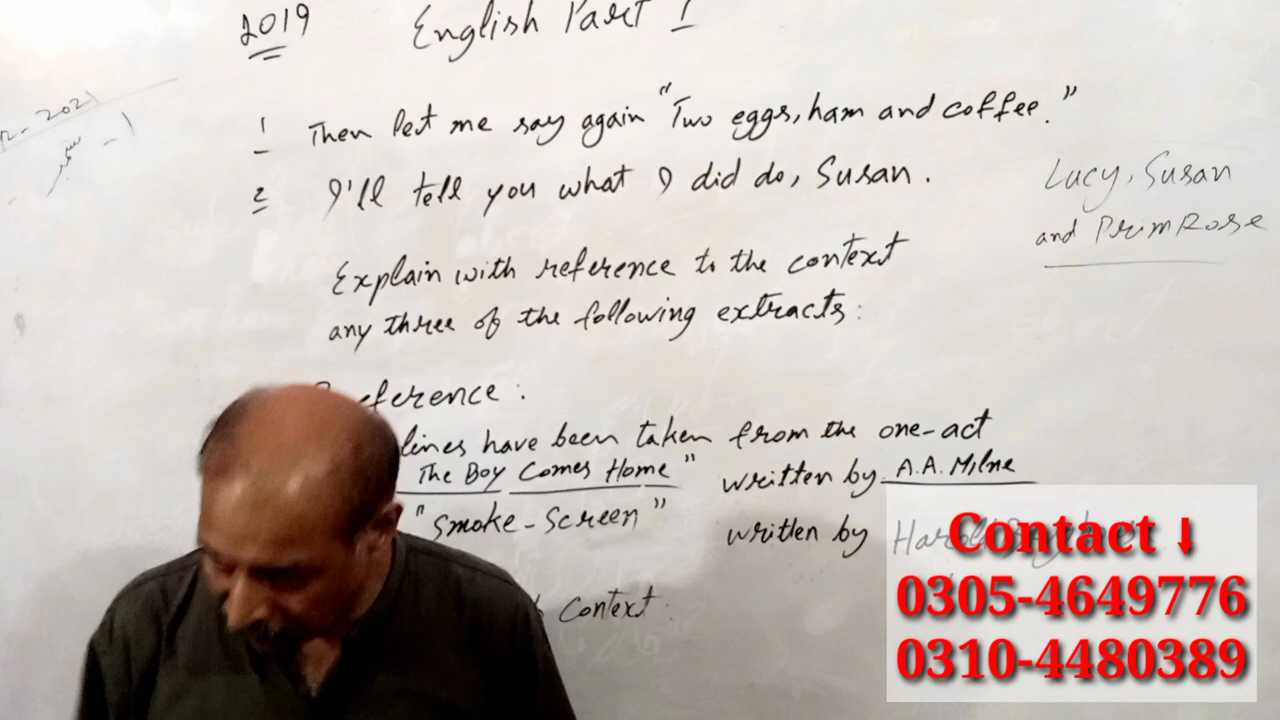 2019 English Part I
1 Then let me say again "Two eggs, ham and coffee."
2 I'll tell you what I did do, Susan.
Lucy, Susan
and PrimRose
Explain with reference to the context
any three of the following extracts:
Reference:
lines have been taken from the one-act
The Boy Comes Home" written by A.A. Milne
"Smoke-Screen" written by
Context
Contact ⬇
0305-4649776
0310-4480389